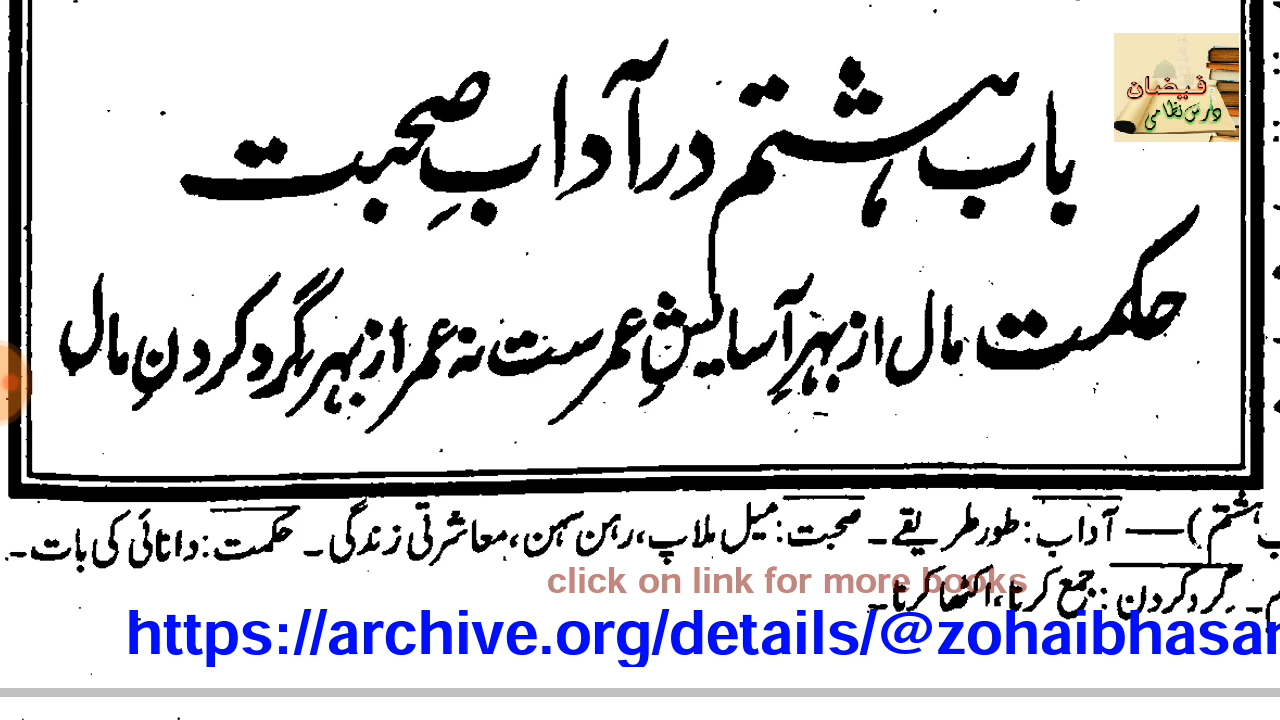 فیضان
درس نظامی
باب ہشتم در آدابِ صحبت
حکمت مال از بہرِ آسایشِ عمر ست نہ عمر از بہرِ گرد کردنِ مال
ہشتم) — آداب: طور طریقے۔ صحبت: میل ملاپ، رہن سہن، معاشرتی زندگی۔ حکمت: دانائی کی بات۔
گرد کردن: جمع کرنا، اکٹھا کرنا۔
click on link for more books
https://archive.org/details/@zohaibhasan